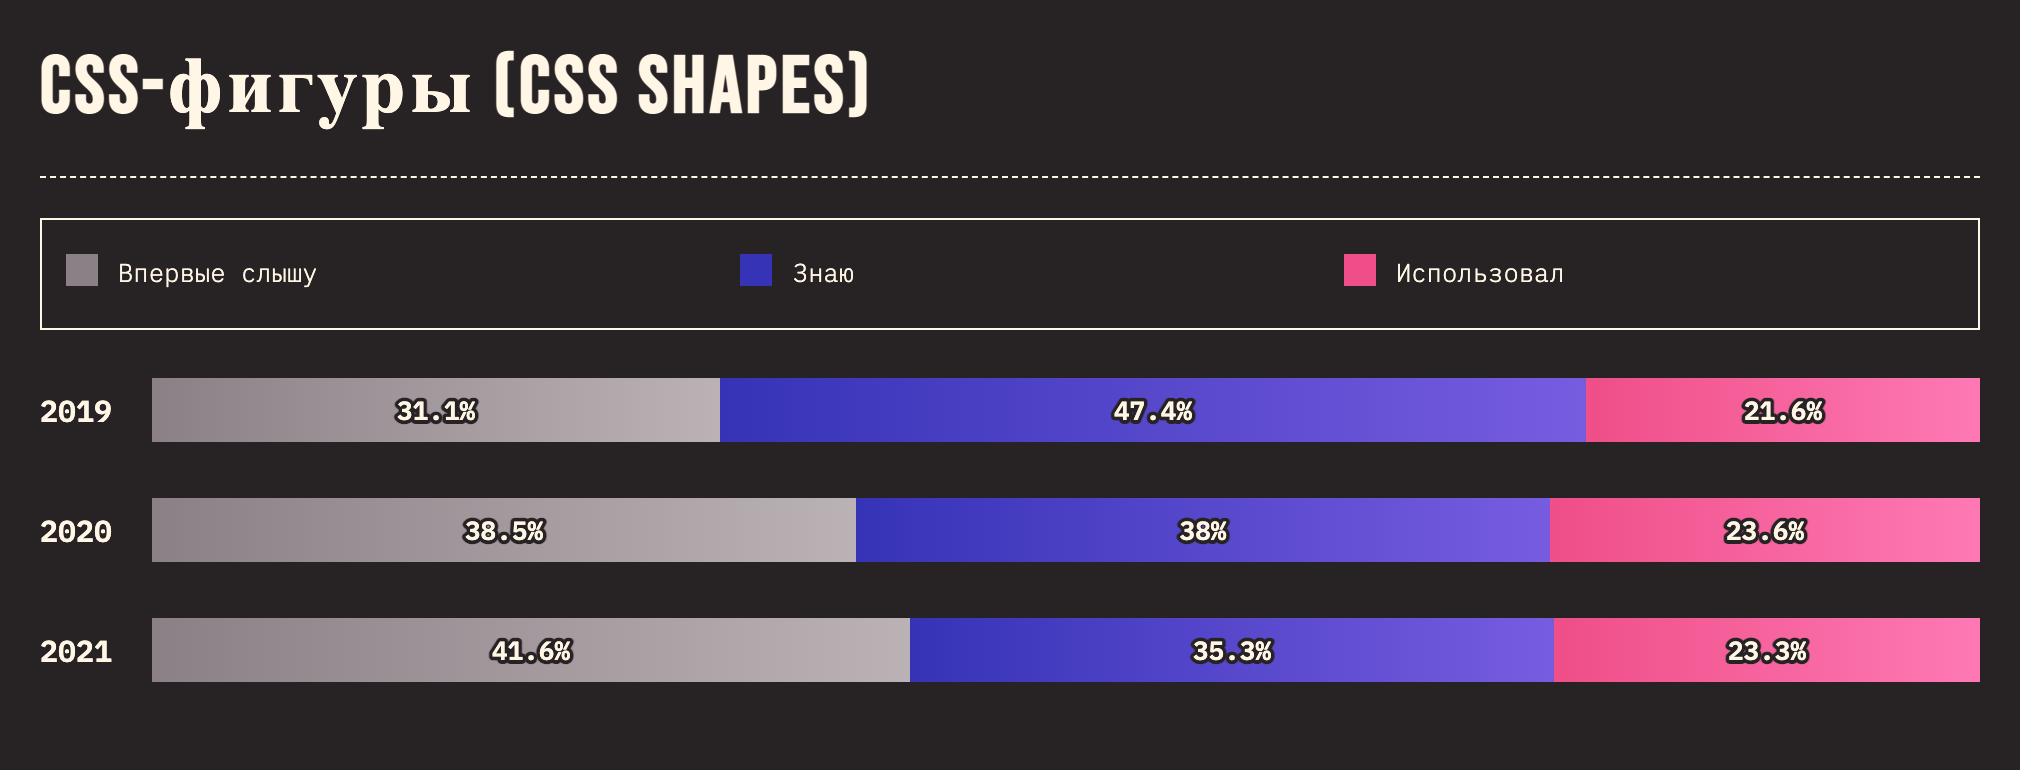 CSS-фигуры (CSS SHAPES)
Впервые слышу Знаю Использовал
2019 31.1% 47.4% 21.6%
2020 38.5% 38% 23.6%
2021 41.6% 35.3% 23.3%